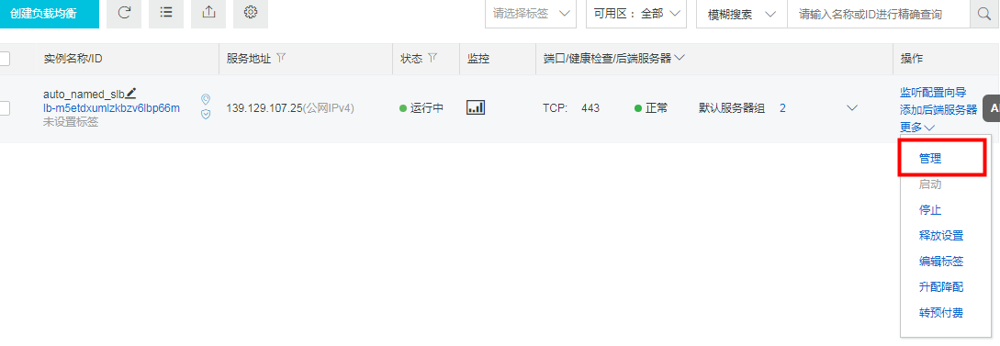 创建负载均衡
请选择标签
可用区： 全部
模糊搜索
请输入名称或ID进行精确查询
实例名称/ID
服务地址
状态
监控
端口/健康检查/后端服务器
操作
auto_named_slb
lb-m5etdxumlzkbzv6lbp66m
未设置标签
139.129.107.25(公网IPv4)
运行中
TCP: 443
正常
默认服务器组 2
监听配置向导
添加后端服务器
更多
A
管理
启动
停止
释放设置
编辑标签
升配降配
转预付费